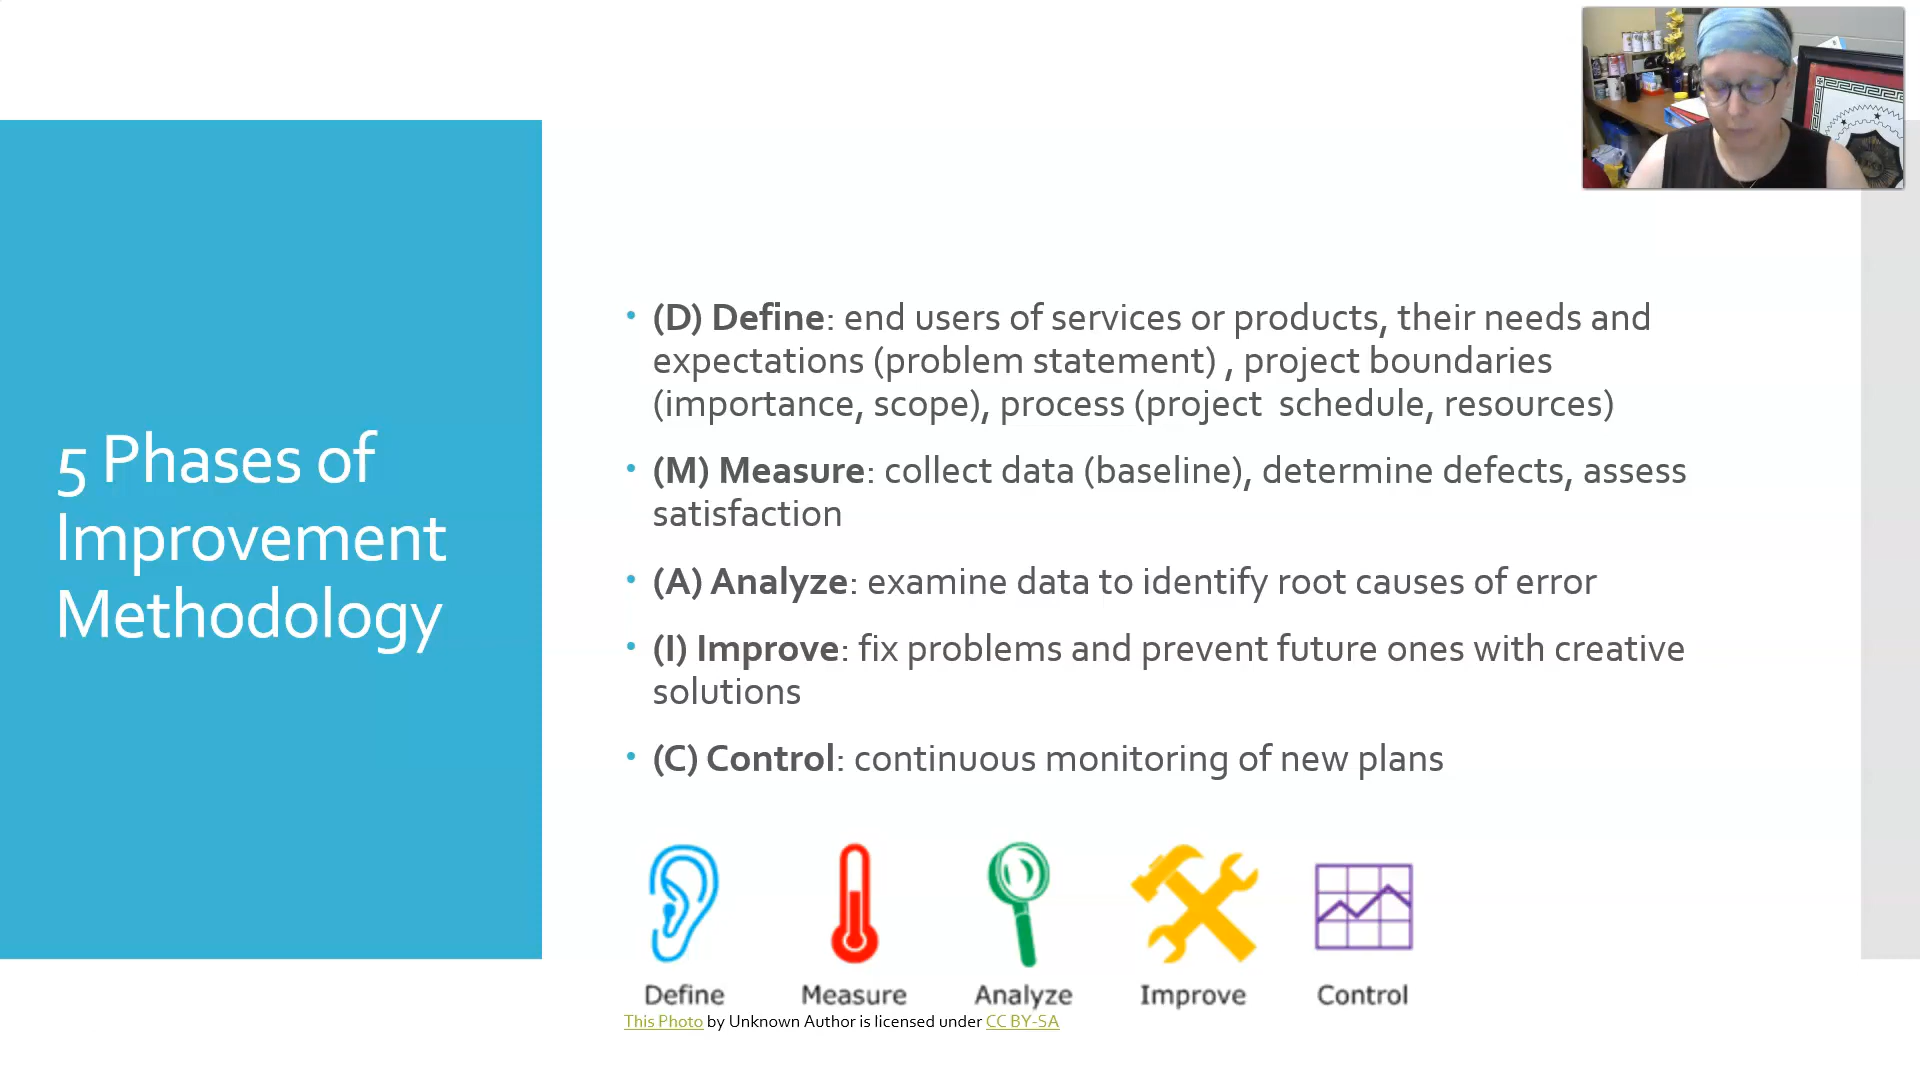 5 Phases of
Improvement
Methodology
(D) Define: end users of services or products, their needs and
expectations (problem statement) , project boundaries
(importance, scope), process (project  schedule, resources)
(M) Measure: collect data (baseline), determine defects, assess
satisfaction
(A) Analyze: examine data to identify root causes of error
(I) Improve: fix problems and prevent future ones with creative
solutions
(C) Control: continuous monitoring of new plans
Define Measure Analyze Improve Control
This Photo by Unknown Author is licensed under CC BY-SA